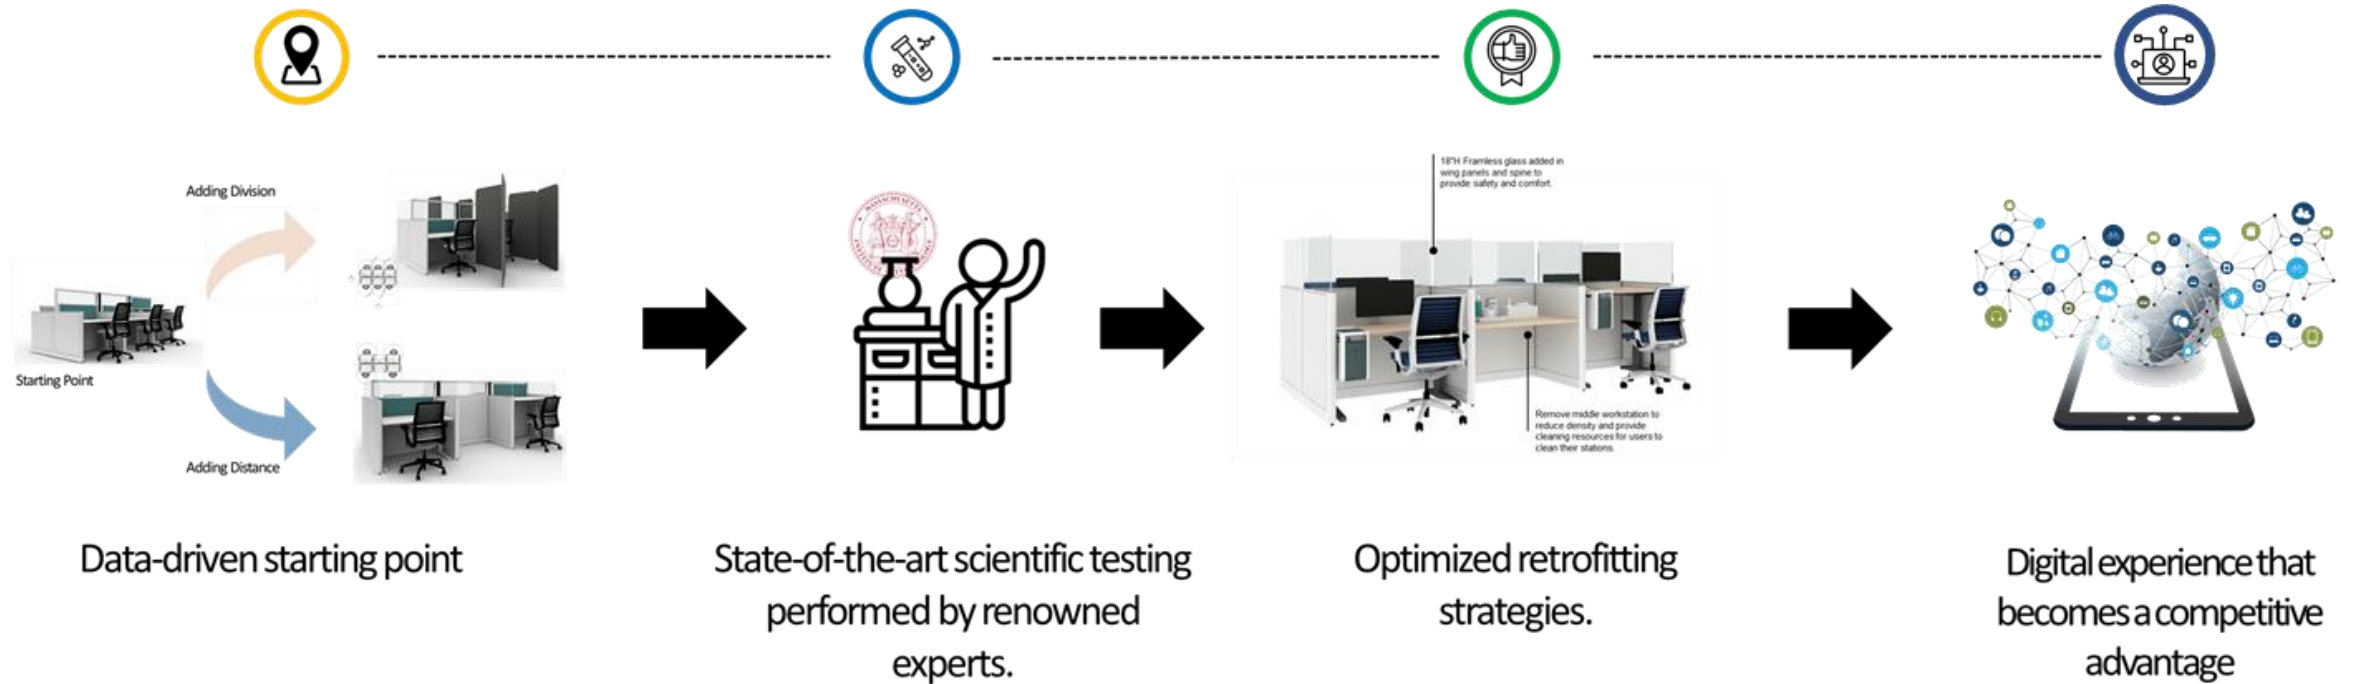 Adding Division
Starting Point
Adding Distance
MASSACHUSETTS
18"H Framless glass added in
wing panels and spine to
provide safety and comfort.
Remove middle workstation to
reduce density and provide
cleaning resources for users to
clean their stations.
Data-driven starting point
State-of-the-art scientific testing
performed by renowned
experts.
Optimized retrofitting
strategies.
Digital experience that
becomes a competitive
advantage